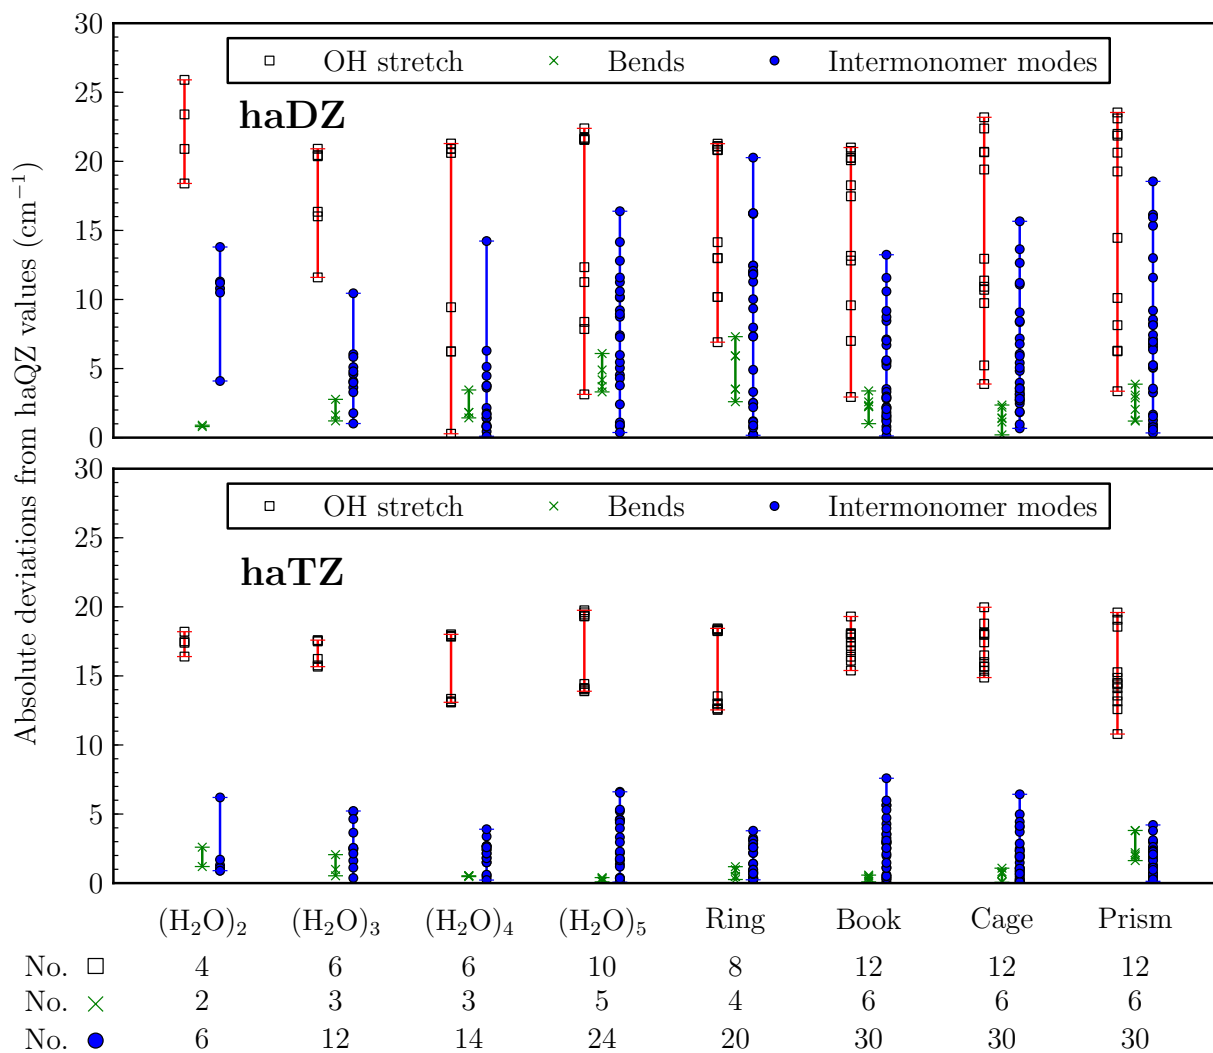 Absolute deviations from haQZ values (cm⁻¹)
30
25
20
15
10
5
0
OH stretch Bends Intermonomer modes
haDZ
30
25
20
15
10
5
0
OH stretch Bends Intermonomer modes
haTZ
(H₂O)₂ (H₂O)₃ (H₂O)₄ (H₂O)₅ Ring Book Cage Prism
No. 4 6 6 10 8 12 12 12
No. 2 3 3 5 4 6 6 6
No. 6 12 14 24 20 30 30 30